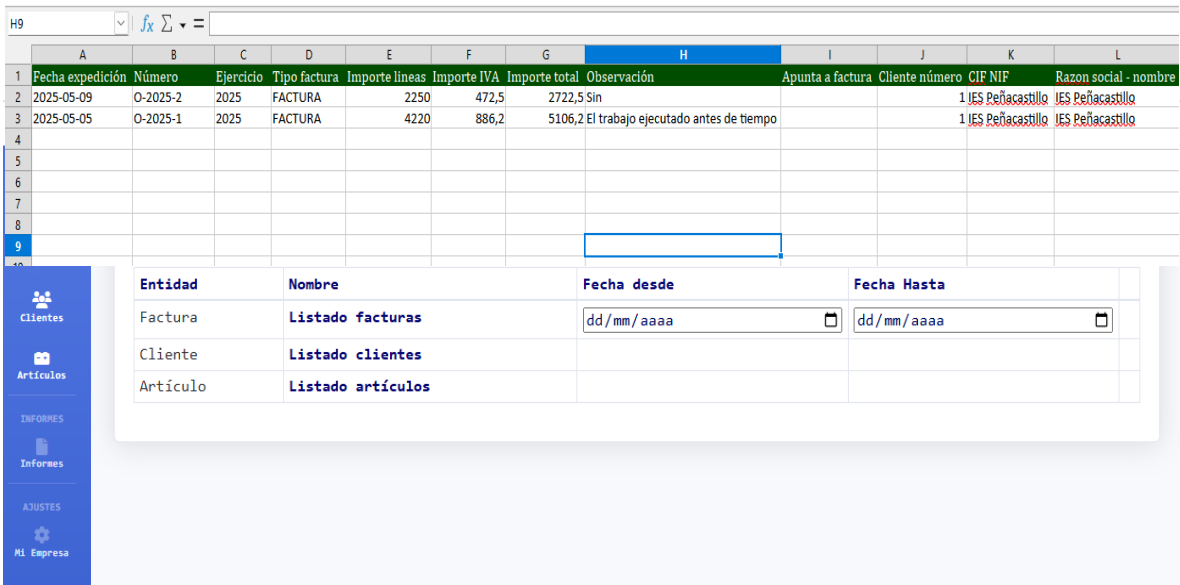 H9 fx Σ =
A B C D E F G H I J K L
1 Fecha expedición Número Ejercicio Tipo factura Importe lineas Importe IVA Importe total Observación Apunta a factura Cliente número CIF NIF Razon social - nombre
2 2025-05-09 O-2025-2 2025 FACTURA 2250 472,5 2722,5 Sin 1 IES Peñacastillo IES Peñacastillo
3 2025-05-05 O-2025-1 2025 FACTURA 4220 886,2 5106,2 El trabajo ejecutado antes de tiempo 1 IES Peñacastillo IES Peñacastillo
4
5
6
7
8
9
Entidad Nombre Fecha desde Fecha Hasta
Factura Listado facturas dd/mm/aaaa dd/mm/aaaa
Cliente Listado clientes
Artículo Listado artículos
Clientes
Artículos
INFORMES
Informes
AJUSTES
Mi Empresa